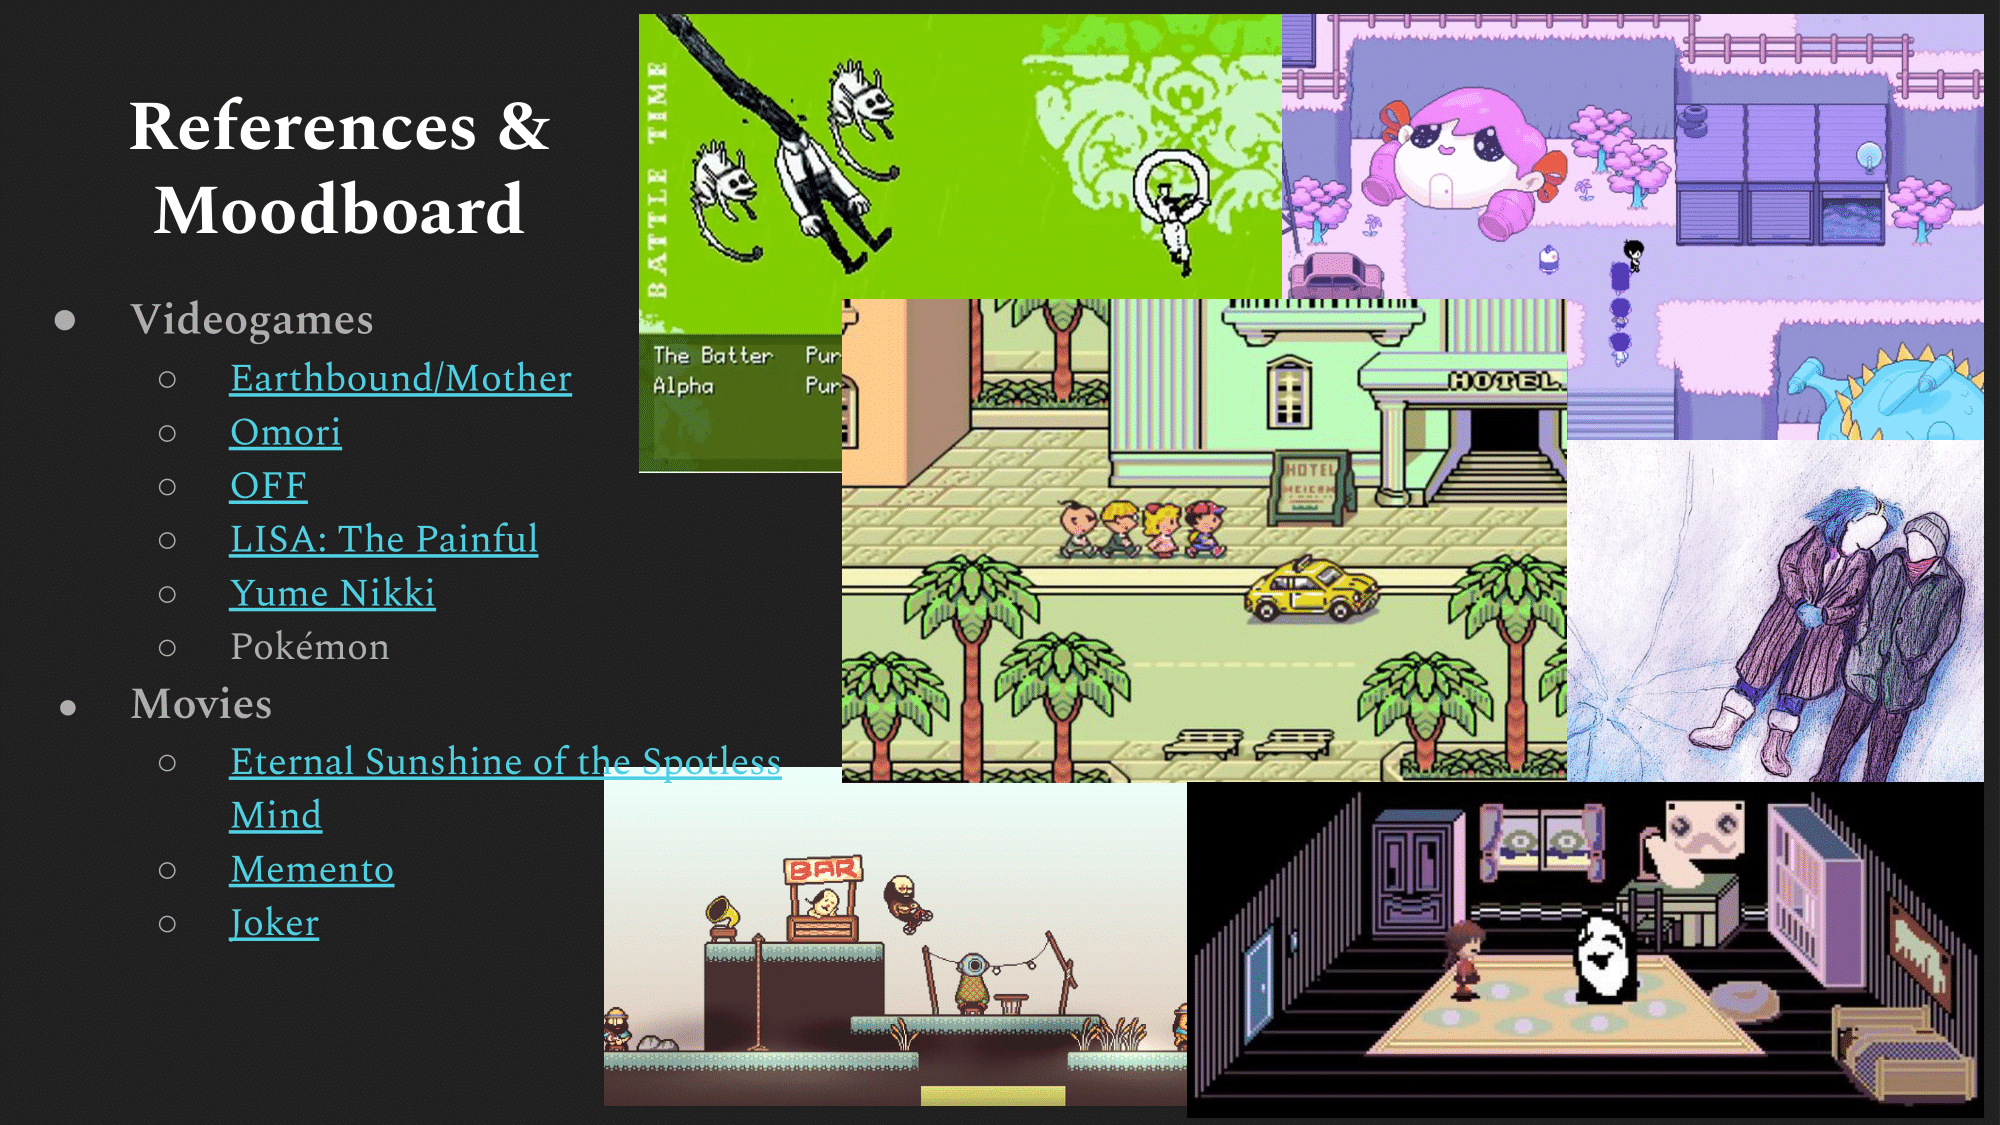 References &
Moodboard
● Videogames
○ Earthbound/Mother
○ Omori
○ OFF
○ LISA: The Painful
○ Yume Nikki
○ Pokémon
● Movies
○ Eternal Sunshine of the Spotless
Mind
○ Memento
○ Joker
BATTLE TIME
The Batter Pur
Alpha Pur
HOTEL
HOTEL
BAR